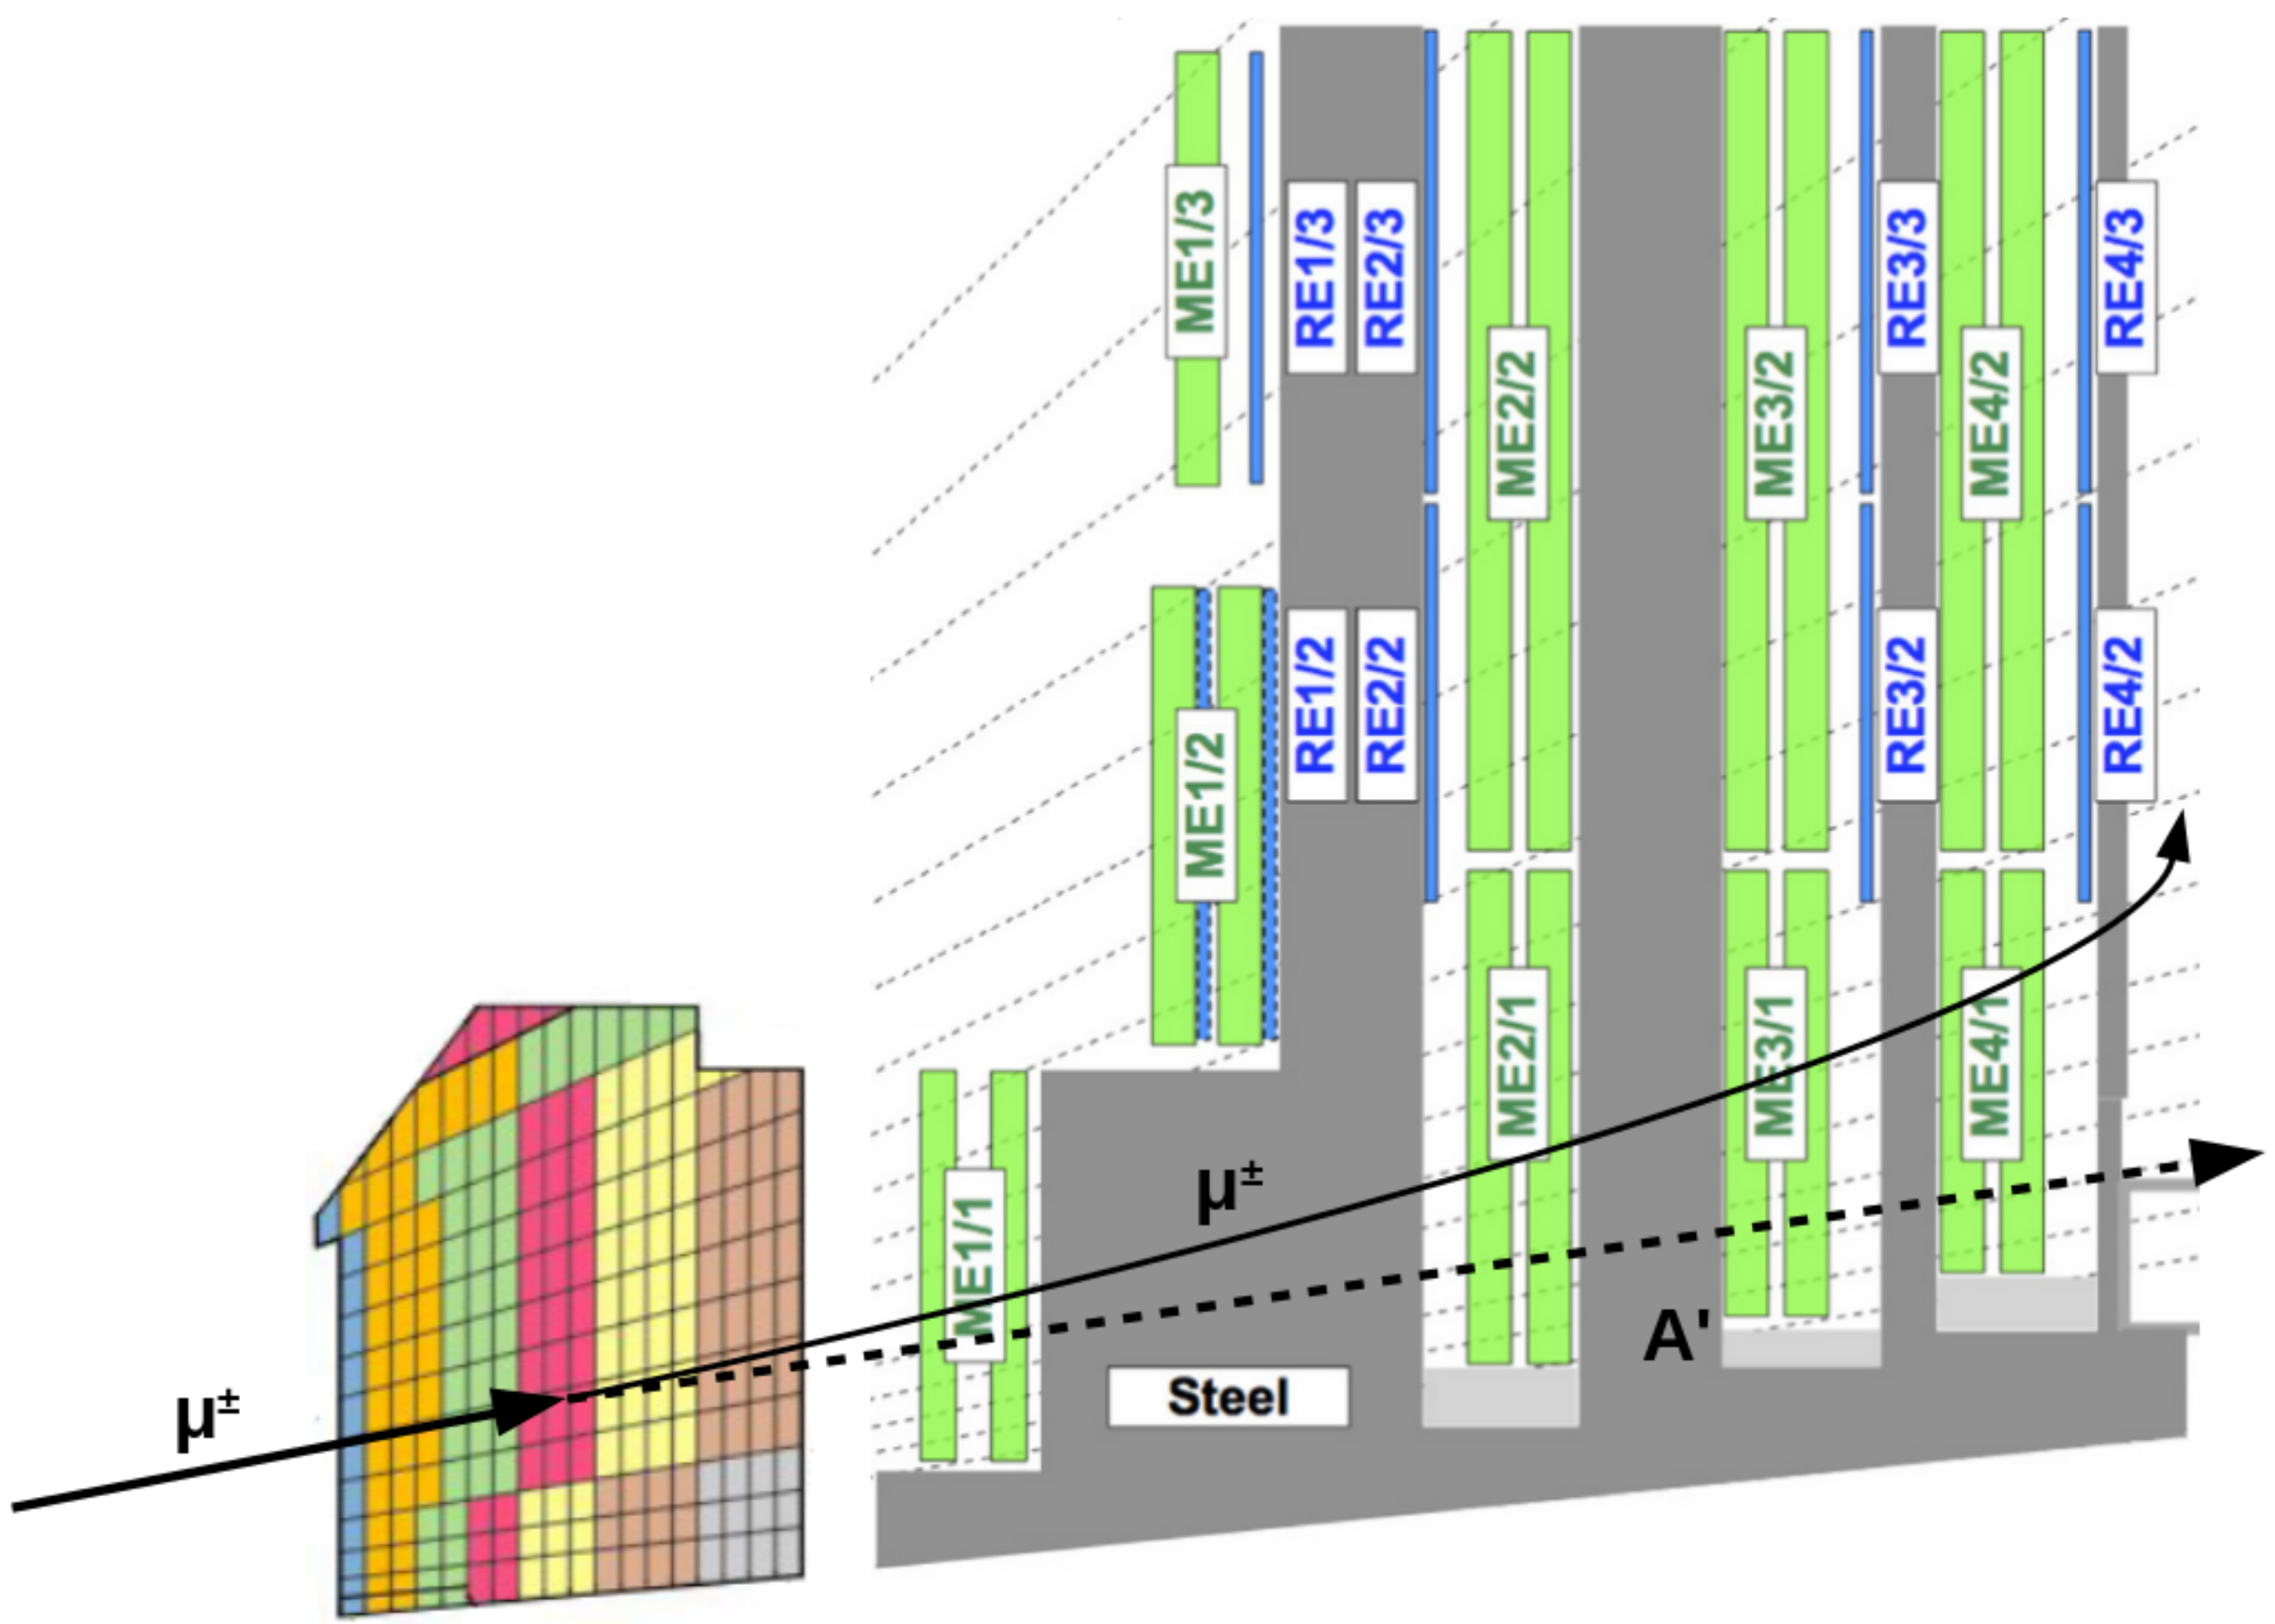 ME1/3
RE1/3
RE2/3
ME2/2
ME3/2
RE3/3
ME4/2
RE4/3
ME1/2
RE1/2
RE2/2
RE3/2
RE4/2
ME1/1
μ±
ME2/1
ME3/1
ME4/1
A'
Steel
μ±